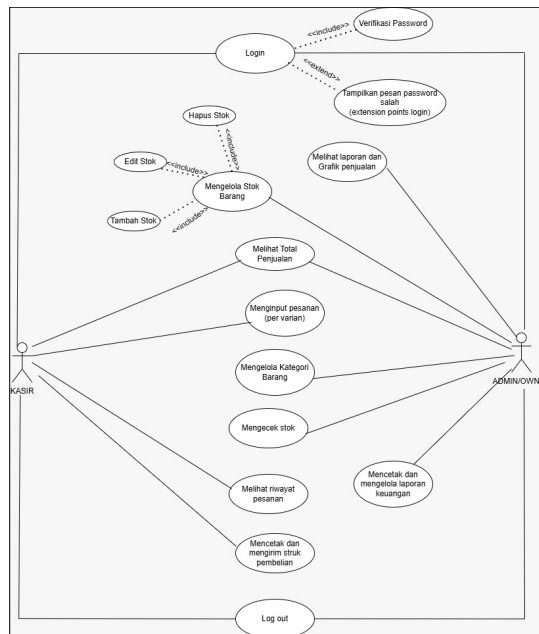 <<include>>
Verifikasi Password
Login
<<extend>>
Tampilkan pesan password
salah
(extension points login)
Hapus Stok
<<include>>
Edit Stok
<<include>>
Mengelola Stok
Barang
Tambah Stok
<<include>>
Melihat laporan dan
Grafik penjualan
Melihat Total
Penjualan
Menginput pesanan
(per varian)
KASIR
ADMIN/OWN
Mengelola Kategori
Barang
Mengecek stok
Mencetak dan
mengelola laporan
keuangan
Melihat riwayat
pesanan
Mencetak dan
mengirim struk
pembelian
Log out